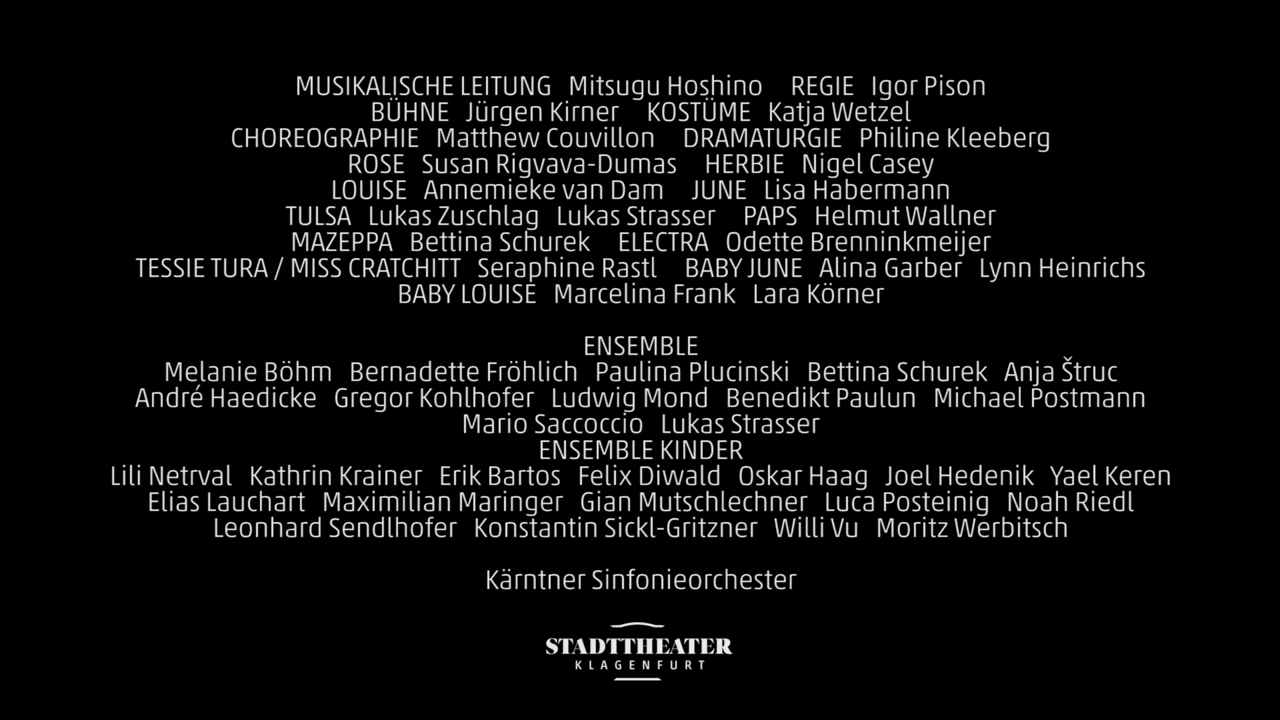 MUSIKALISCHE LEITUNG Mitsugu Hoshino REGIE Igor Pison
BÜHNE Jürgen Kirner KOSTÜME Katja Wetzel
CHOREOGRAPHIE Matthew Couvillon DRAMATURGIE Philine Kleeberg
ROSE Susan Rigvava-Dumas HERBIE Nigel Casey
LOUISE Annemieke van Dam JUNE Lisa Habermann
TULSA Lukas Zuschlag Lukas Strasser PAPS Helmut Wallner
MAZEPPA Bettina Schurek ELECTRA Odette Brenninkmeijer
TESSIE TURA / MISS CRATCHITT Seraphine Rastl BABY JUNE Alina Garber Lynn Heinrichs
BABY LOUISE Marcelina Frank Lara Körner
ENSEMBLE
Melanie Böhm Bernadette Fröhlich Paulina Plucinski Bettina Schurek Anja Štruc
André Haedicke Gregor Kohlhofer Ludwig Mond Benedikt Paulun Michael Postmann
Mario Saccoccio Lukas Strasser
ENSEMBLE KINDER
Lili Netrval Kathrin Krainer Erik Bartos Felix Diwald Oskar Haag Joel Hedenik Yael Keren
Elias Lauchart Maximilian Maringer Gian Mutschlechner Luca Posteinig Noah Riedl
Leonhard Sendlhofer Konstantin Sickl-Gritzner Willi Vu Moritz Werbitsch
Kärntner Sinfonieorchester
STADTTHEATER
KLAGENFURT